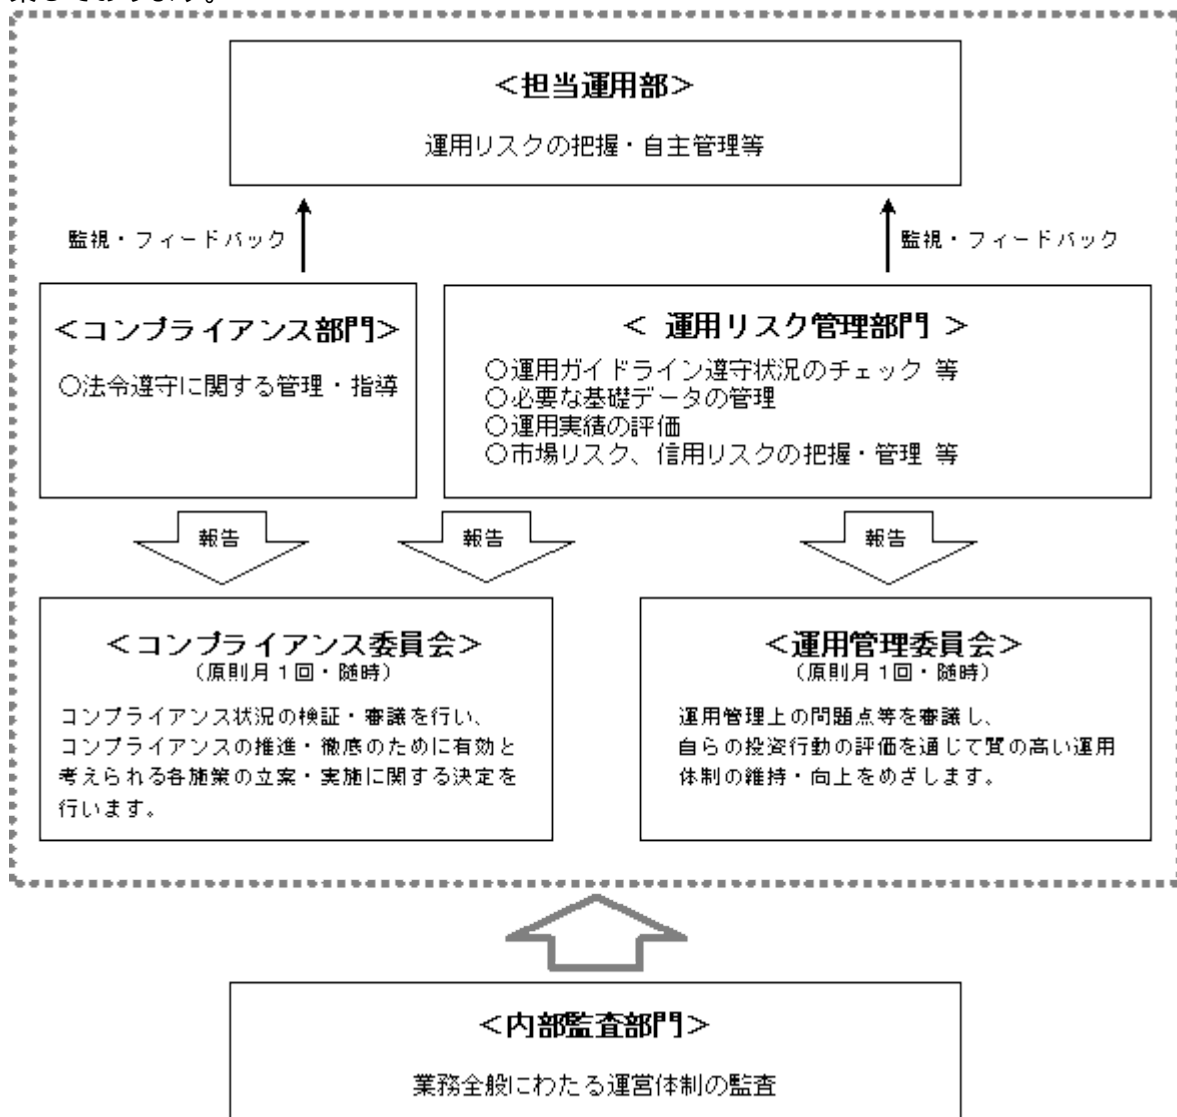 築しております。
＜担当運用部＞
運用リスクの把握・自主管理等
監視・フィードバック
監視・フィードバック
＜コンプライアンス部門＞
○法令遵守に関する管理・指導
＜ 運用リスク管理部門 ＞
○運用ガイドライン遵守状況のチェック 等
○必要な基礎データの管理
○運用実績の評価
○市場リスク、信用リスクの把握・管理 等
報告
報告
報告
＜コンプライアンス委員会＞
（原則月１回・随時）
コンプライアンス状況の検証・審議を行い、
コンプライアンスの推進・徹底のために有効と
考えられる各施策の立案・実施に関する決定を
行います。
＜運用管理委員会＞
（原則月１回・随時）
運用管理上の問題点等を審議し、
自らの投資行動の評価を通じて質の高い運用
体制の維持・向上をめざします。
＜内部監査部門＞
業務全般にわたる運営体制の監査